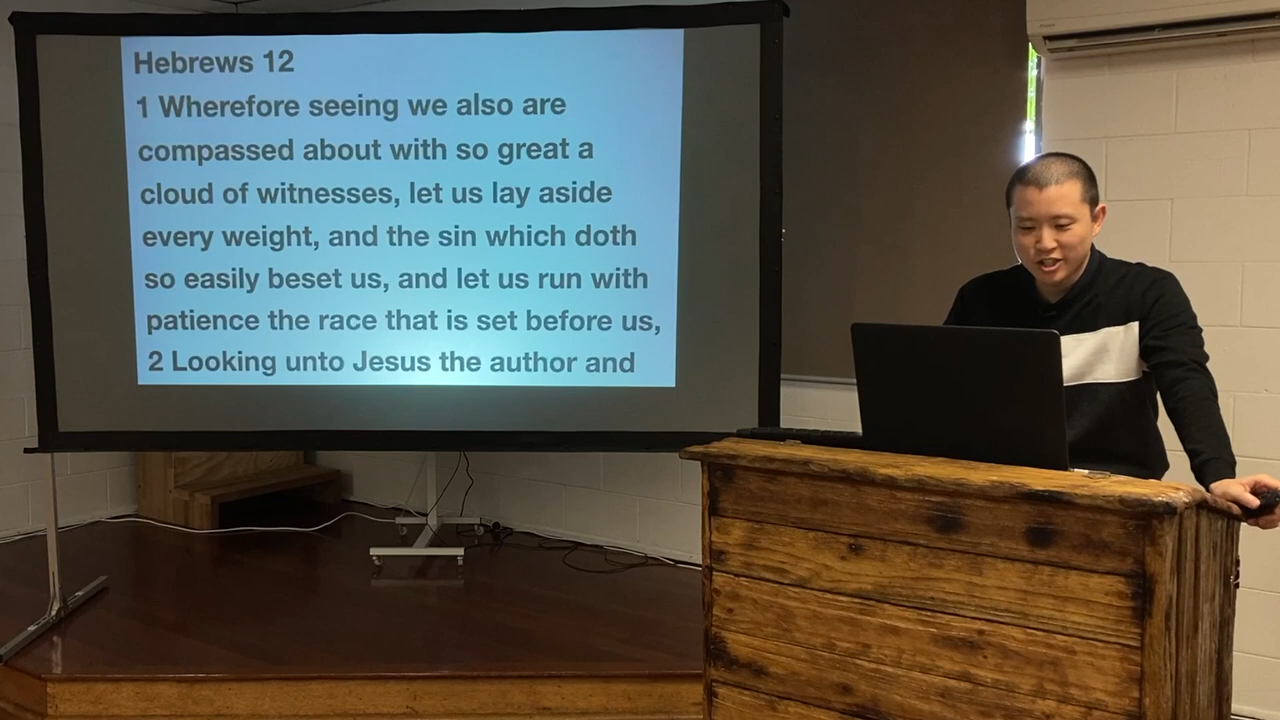 Hebrews 12
1 Wherefore seeing we also are
compassed about with so great a
cloud of witnesses, let us lay aside
every weight, and the sin which doth
so easily beset us, and let us run with
patience the race that is set before us,
2 Looking unto Jesus the author and